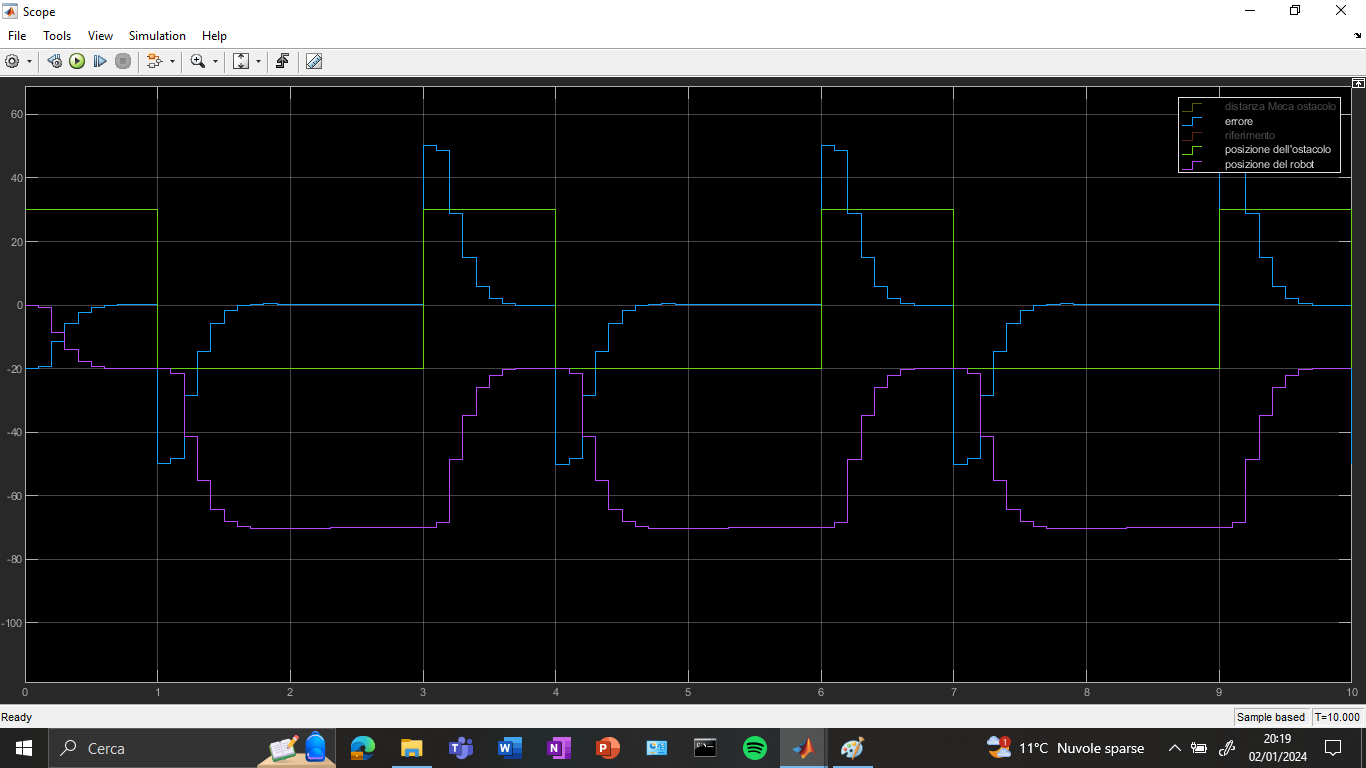 Scope
File Tools View Simulation Help
distanza Meca ostacolo
errore
riferimento
posizione dell'ostacolo
posizione del robot
60
40
20
0
-20
-40
-60
-80
-100
0 1 2 3 4 5 6 7 8 9 10
Ready Sample based T=10.000
Cerca 11°C Nuvole sparse 20:19
02/01/2024